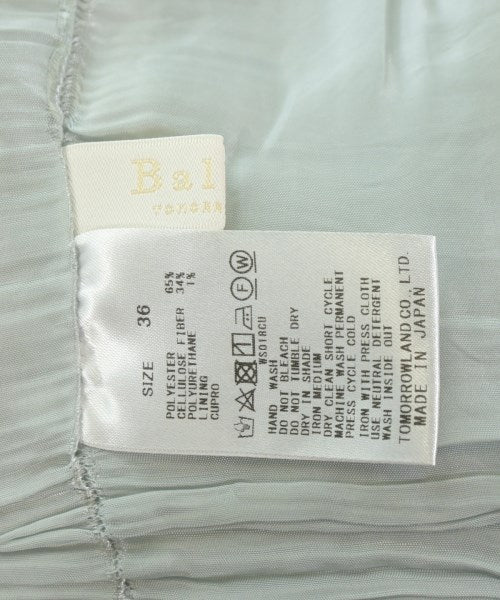 Bal
SIZE 36
POLYESTER 65%
CELLULOSE FIBER 34%
POLYURETHANE 1%
LINING
CUPRO
F W
WS01RCU
HAND WASH
DO NOT BLEACH
DO NOT TUMBLE DRY
DRY IN SHADE
IRON MEDIUM
DRY CLEAN SHORT CYCLE
MACHINE WASH PERMANENT
PRESS CYCLE COLD
IRON WITH PRESS CLOTH
USE NEUTRAL DETERGENT
WASH INSIDE OUT
TOMORROWLAND CO., LTD.
MADE IN JAPAN